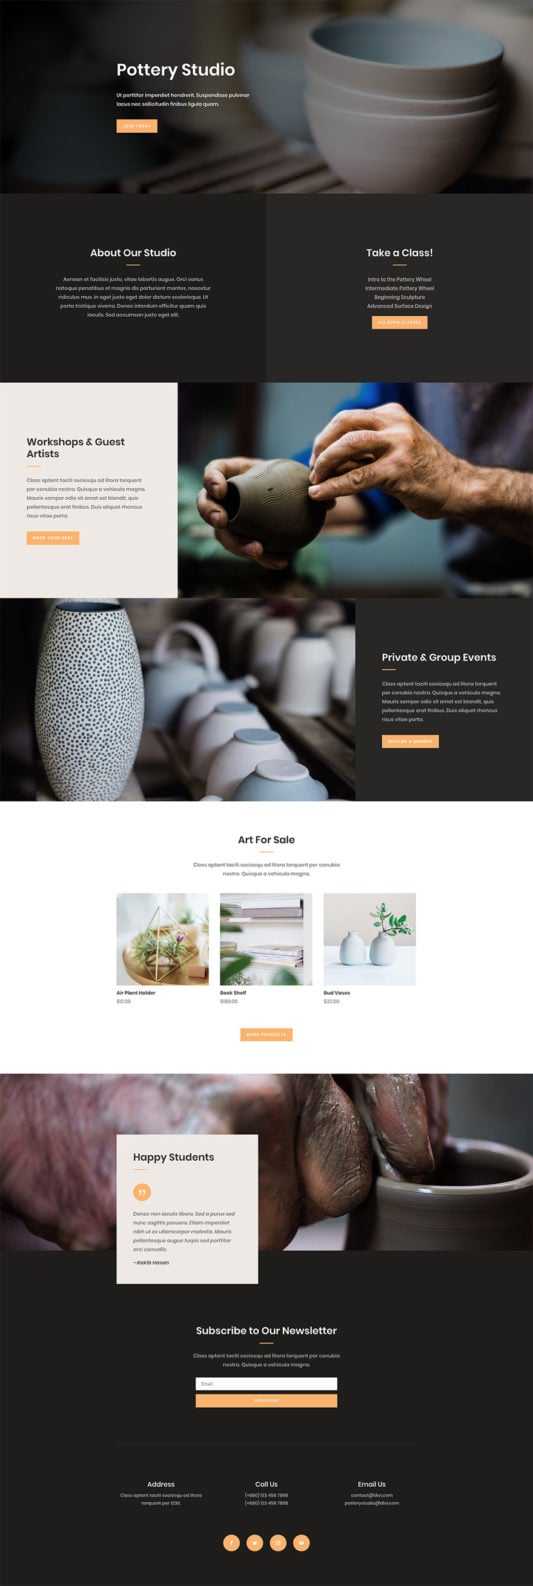 Pottery Studio
Ut porttitor imperdiet hendrerit. Suspendisse pulvinar
lacus nec sollicitudin finibus ligula quam.
JOIN TODAY
About Our Studio
Aenean et facilisis justo, vitae lobortis augue. Orci varius
natoque penatibus et magnis dis parturient montes, nascetur
ridiculus mus. In eget justo eget dolor dictum scelerisque. Ut
porta tristique viverra. Donec interdum efficitur quam quis
iaculis. Sed accumsan justo eget elit.
Take a Class!
Intro to the Pottery Wheel
Intermediate Pottery Wheel
Beginning Sculpture
Advanced Surface Design
ALL OPEN CLASSES
Workshops & Guest
Artists
Class aptent taciti sociosqu ad litora torquent
per conubia nostra. Quisque a vehicula magna.
Mauris semper odio sit amet est blandit, quis
pellentesque erat finibus. Duis aliquet rhoncus
risus vitae porta.
BOOK YOUR SEAT
Private & Group Events
Class aptent taciti sociosqu ad litora torquent
per conubia nostra. Quisque a vehicula magna.
Mauris semper odio sit amet est blandit, quis
pellentesque erat finibus. Duis aliquet rhoncus
risus vitae porta.
BECOME A MEMBER
Art For Sale
Class aptent taciti sociosqu ad litora torquent per conubia
nostra. Quisque a vehicula magna.
Air Plant Holder
$12.00
Book Shelf
$189.00
Bud Vases
$32.00
MORE PRODUCTS
Happy Students
Donec non iaculis libero. Sed a purus sed
nunc sagittis posuere. Etiam imperdiet
nibh ut ex ullamcorper molestie. Mauris
pellentesque augue turpis sed porttitor
orci convallis.
~ Rakib Hasan
Subscribe to Our Newsletter
Class aptent taciti sociosqu ad litora torquent per conubia
nostra. Quisque a vehicula magna.
Email
SUBSCRIBE
Address
Class aptent taciti sociosqu ad litora
torquent per 1230.
Call Us
(+880) 123 456 7898
(+880) 123 456 7898
Email Us
contact@divi.com
potterystudio@divi.com